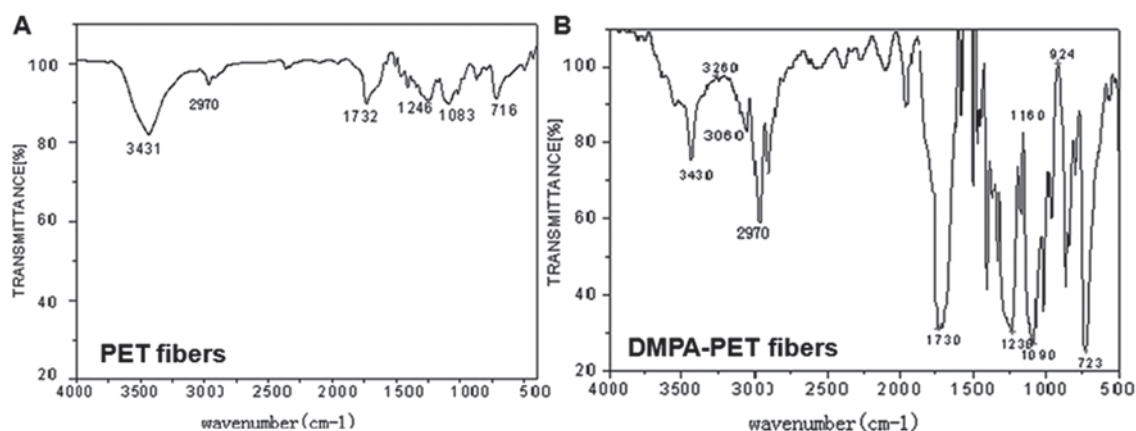 A
TRANSMITTANCE[%]
100
80
60
40
20
3431
2970
1732
1246
1083
716
PET fibers
4000 3500 3000 2500 2000 1500 1000 500
wavenumber(cm-1)
B
TRANSMITTANCE[%]
100
80
60
40
20
924
3260
1160
3060
3430
2970
1730
1238
1090
723
DMPA-PET fibers
4000 3500 3000 2500 2000 1500 1000 500
wavenumber(cm-1)